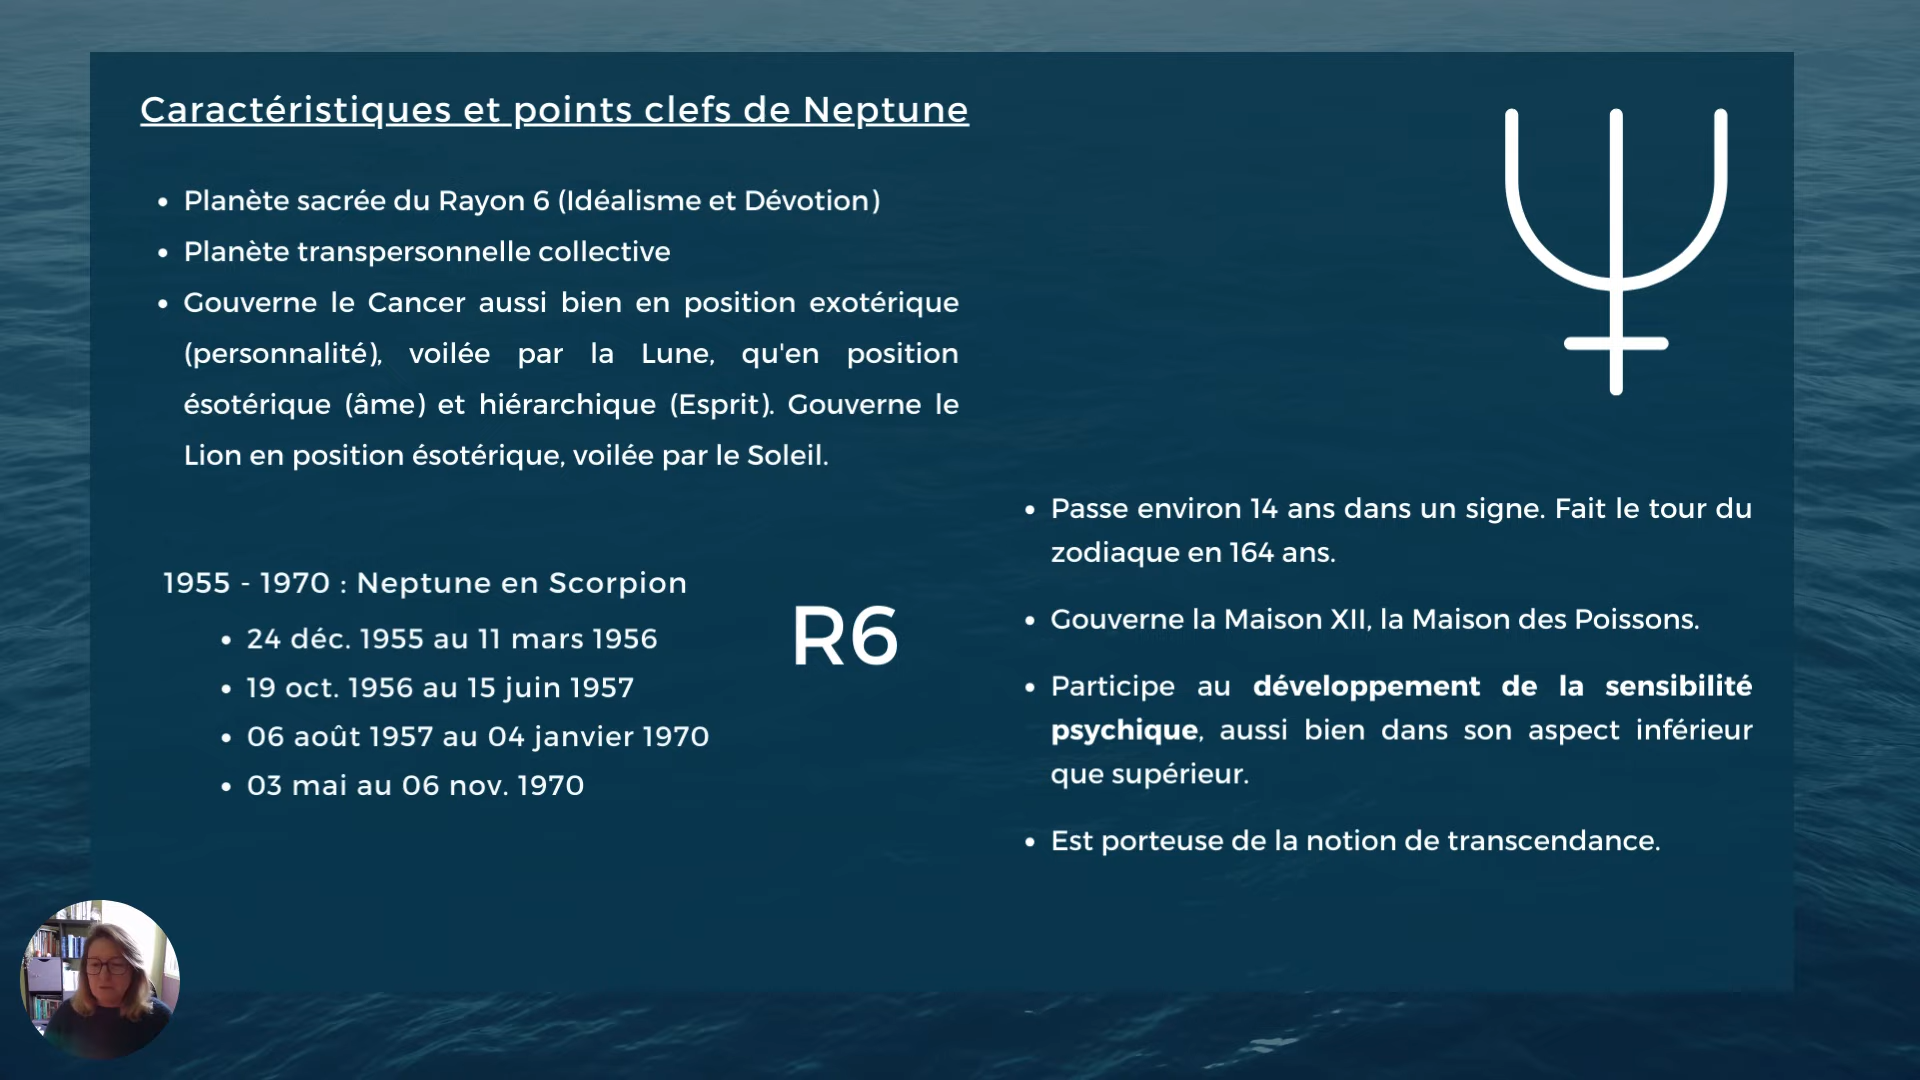 Caractéristiques et points clefs de Neptune
• Planète sacrée du Rayon 6 (Idéalisme et Dévotion)
• Planète transpersonnelle collective
• Gouverne le Cancer aussi bien en position exotérique
(personnalité), voilée par la Lune, qu'en position
ésotérique (âme) et hiérarchique (Esprit). Gouverne le
Lion en position ésotérique, voilée par le Soleil.
1955 - 1970 : Neptune en Scorpion
• 24 déc. 1955 au 11 mars 1956
• 19 oct. 1956 au 15 juin 1957
• 06 août 1957 au 04 janvier 1970
• 03 mai au 06 nov. 1970
R6
• Passe environ 14 ans dans un signe. Fait le tour du
zodiaque en 164 ans.
• Gouverne la Maison XII, la Maison des Poissons.
• Participe au développement de la sensibilité
psychique, aussi bien dans son aspect inférieur
que supérieur.
• Est porteuse de la notion de transcendance.